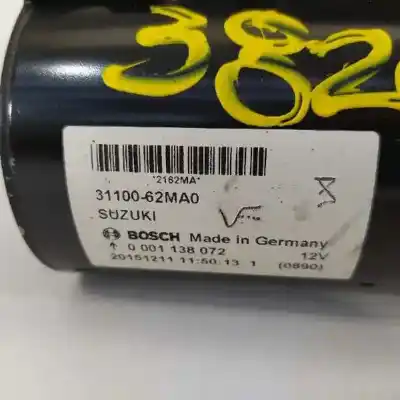 382
*2162MA*
31100-62MA0
SUZUKI
BOSCH Made in Germany
0 001 138 072 12V
20151211 11:50:13 1 (0890)